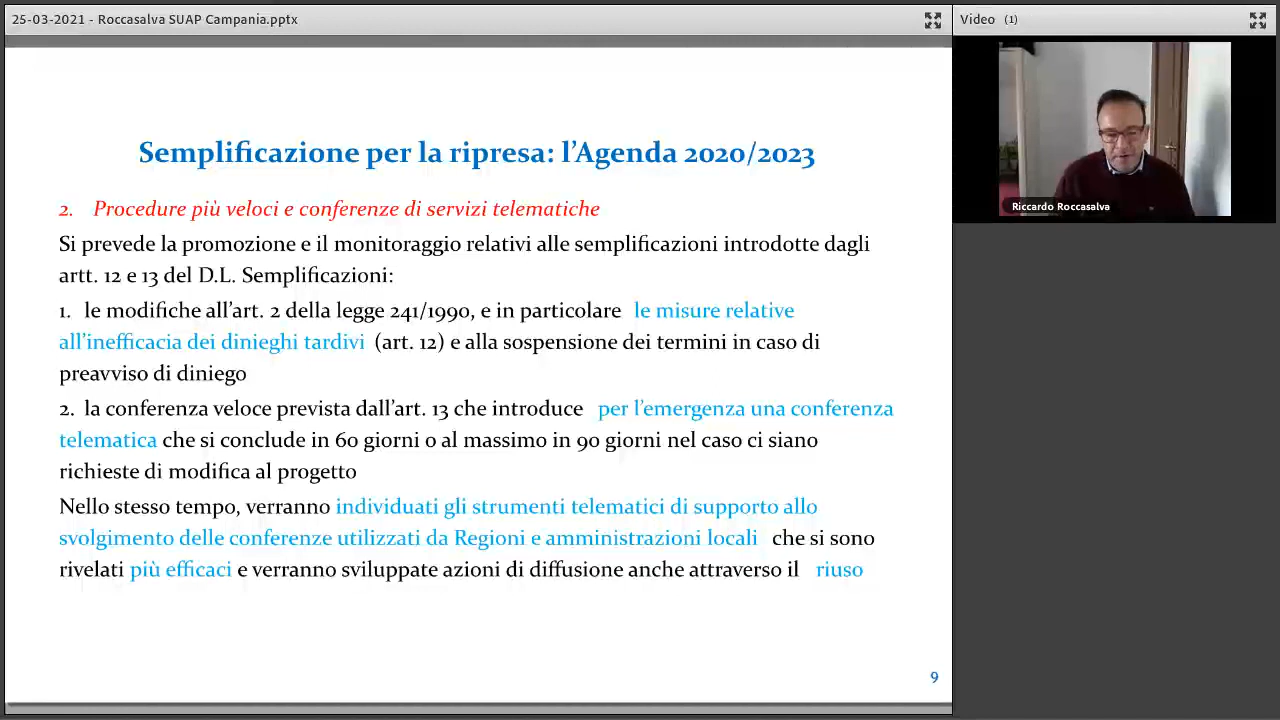 25-03-2021 - Roccasalva SUAP Campania.pptx
Video (1)
Riccardo Roccasalva
Semplificazione per la ripresa: l'Agenda 2020/2023
2. Procedure più veloci e conferenze di servizi telematiche
Si prevede la promozione e il monitoraggio relativi alle semplificazioni introdotte dagli
artt. 12 e 13 del D.L. Semplificazioni:
1. le modifiche all'art. 2 della legge 241/1990, e in particolare le misure relative
all'inefficacia dei dinieghi tardivi (art. 12) e alla sospensione dei termini in caso di
preavviso di diniego
2. la conferenza veloce prevista dall'art. 13 che introduce per l'emergenza una conferenza
telematica che si conclude in 60 giorni o al massimo in 90 giorni nel caso ci siano
richieste di modifica al progetto
Nello stesso tempo, verranno individuati gli strumenti telematici di supporto allo
svolgimento delle conferenze utilizzati da Regioni e amministrazioni locali che si sono
rivelati più efficaci e verranno sviluppate azioni di diffusione anche attraverso il riuso
9